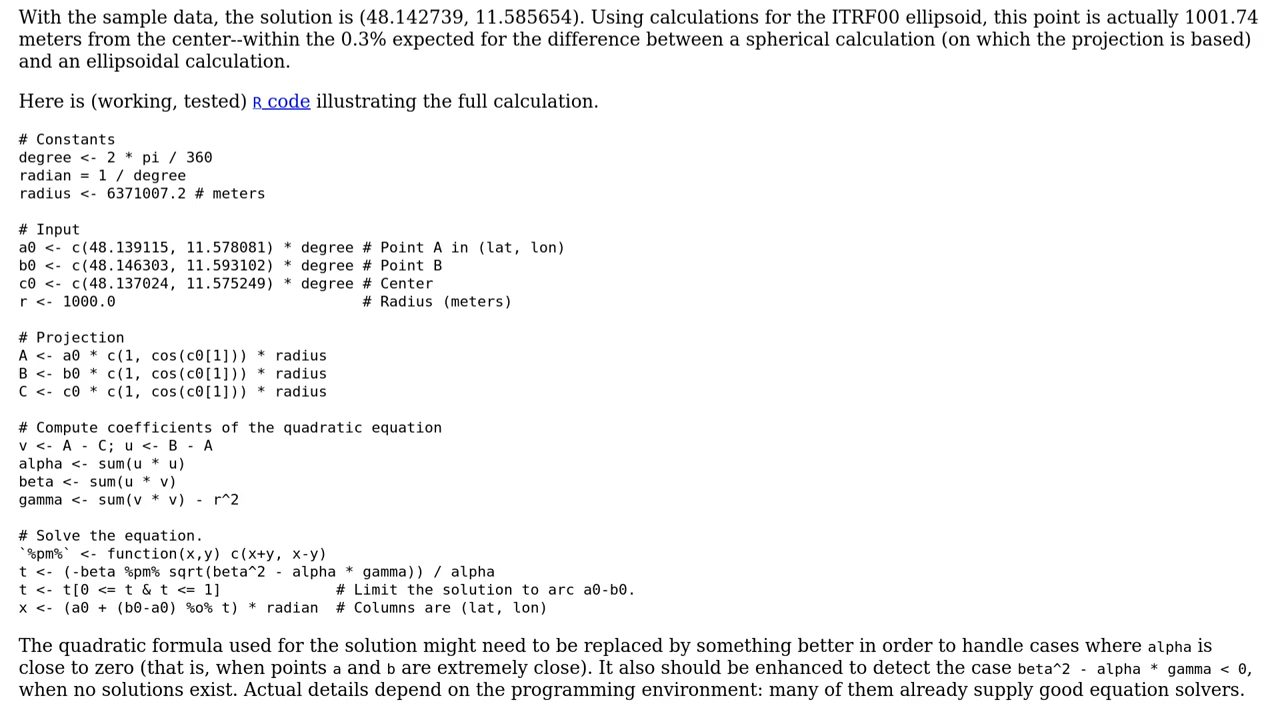 With the sample data, the solution is (48.142739, 11.585654). Using calculations for the ITRF00 ellipsoid, this point is actually 1001.74
meters from the center--within the 0.3% expected for the difference between a spherical calculation (on which the projection is based)
and an ellipsoidal calculation.
Here is (working, tested) R code illustrating the full calculation.
# Constants
degree <- 2 * pi / 360
radian = 1 / degree
radius <- 6371007.2 # meters
# Input
a0 <- c(48.139115, 11.578081) * degree # Point A in (lat, lon)
b0 <- c(48.146303, 11.593102) * degree # Point B
c0 <- c(48.137024, 11.575249) * degree # Center
r <- 1000.0                            # Radius (meters)
# Projection
A <- a0 * c(1, cos(c0[1])) * radius
B <- b0 * c(1, cos(c0[1])) * radius
C <- c0 * c(1, cos(c0[1])) * radius
# Compute coefficients of the quadratic equation
v <- A - C; u <- B - A
alpha <- sum(u * u)
beta <- sum(u * v)
gamma <- sum(v * v) - r^2
# Solve the equation.
`%pm%` <- function(x,y) c(x+y, x-y)
t <- (-beta %pm% sqrt(beta^2 - alpha * gamma)) / alpha
t <- t[0 <= t & t <= 1]             # Limit the solution to arc a0-b0.
x <- (a0 + (b0-a0) %o% t) * radian  # Columns are (lat, lon)
The quadratic formula used for the solution might need to be replaced by something better in order to handle cases where alpha is
close to zero (that is, when points a and b are extremely close). It also should be enhanced to detect the case beta^2 - alpha * gamma < 0,
when no solutions exist. Actual details depend on the programming environment: many of them already supply good equation solvers.